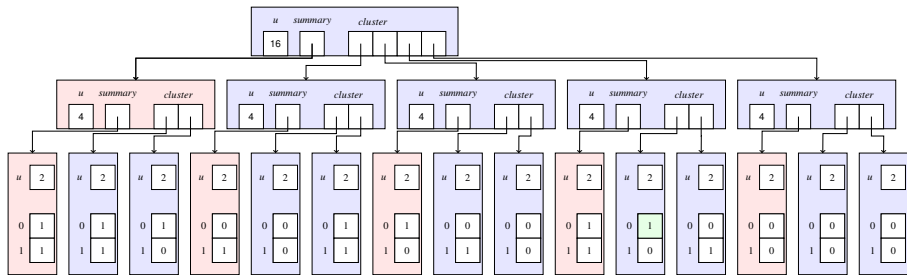 u summary cluster
16
u summary cluster u summary cluster u summary cluster u summary cluster u summary cluster
4 4 4 4 4
u 2 2 2 u 2 2 2 u 2 2 2 u 2 2 2 u 2 2 2
0 1 0 1 0 1 0 0 0 0 0 1 0 1 0 1 0 0 0 1 0 1 0 0 0 0 0 0 0 0
1 1 1 1 1 0 1 1 1 0 1 1 1 0 1 1 1 0 1 1 1 0 1 1 1 0 1 0 1 0